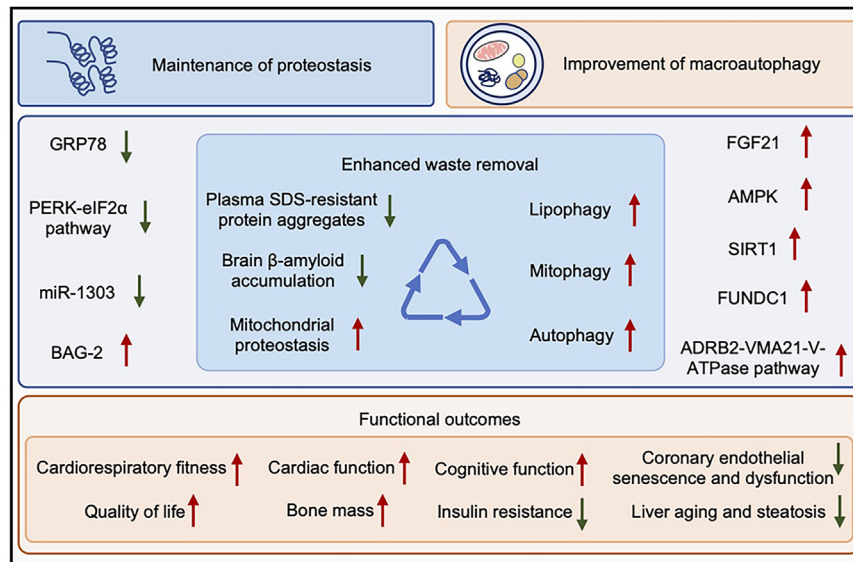 Maintenance of proteostasis
Improvement of macroautophagy
GRP78
PERK-eIF2α
pathway
miR-1303
BAG-2
Enhanced waste removal
Plasma SDS-resistant
protein aggregates
Brain β-amyloid
accumulation
Mitochondrial
proteostasis
Lipophagy
Mitophagy
Autophagy
FGF21
AMPK
SIRT1
FUNDC1
ADRB2-VMA21-V-
ATPase pathway
Functional outcomes
Cardiorespiratory fitness
Cardiac function
Cognitive function
Coronary endothelial
senescence and dysfunction
Quality of life
Bone mass
Insulin resistance
Liver aging and steatosis